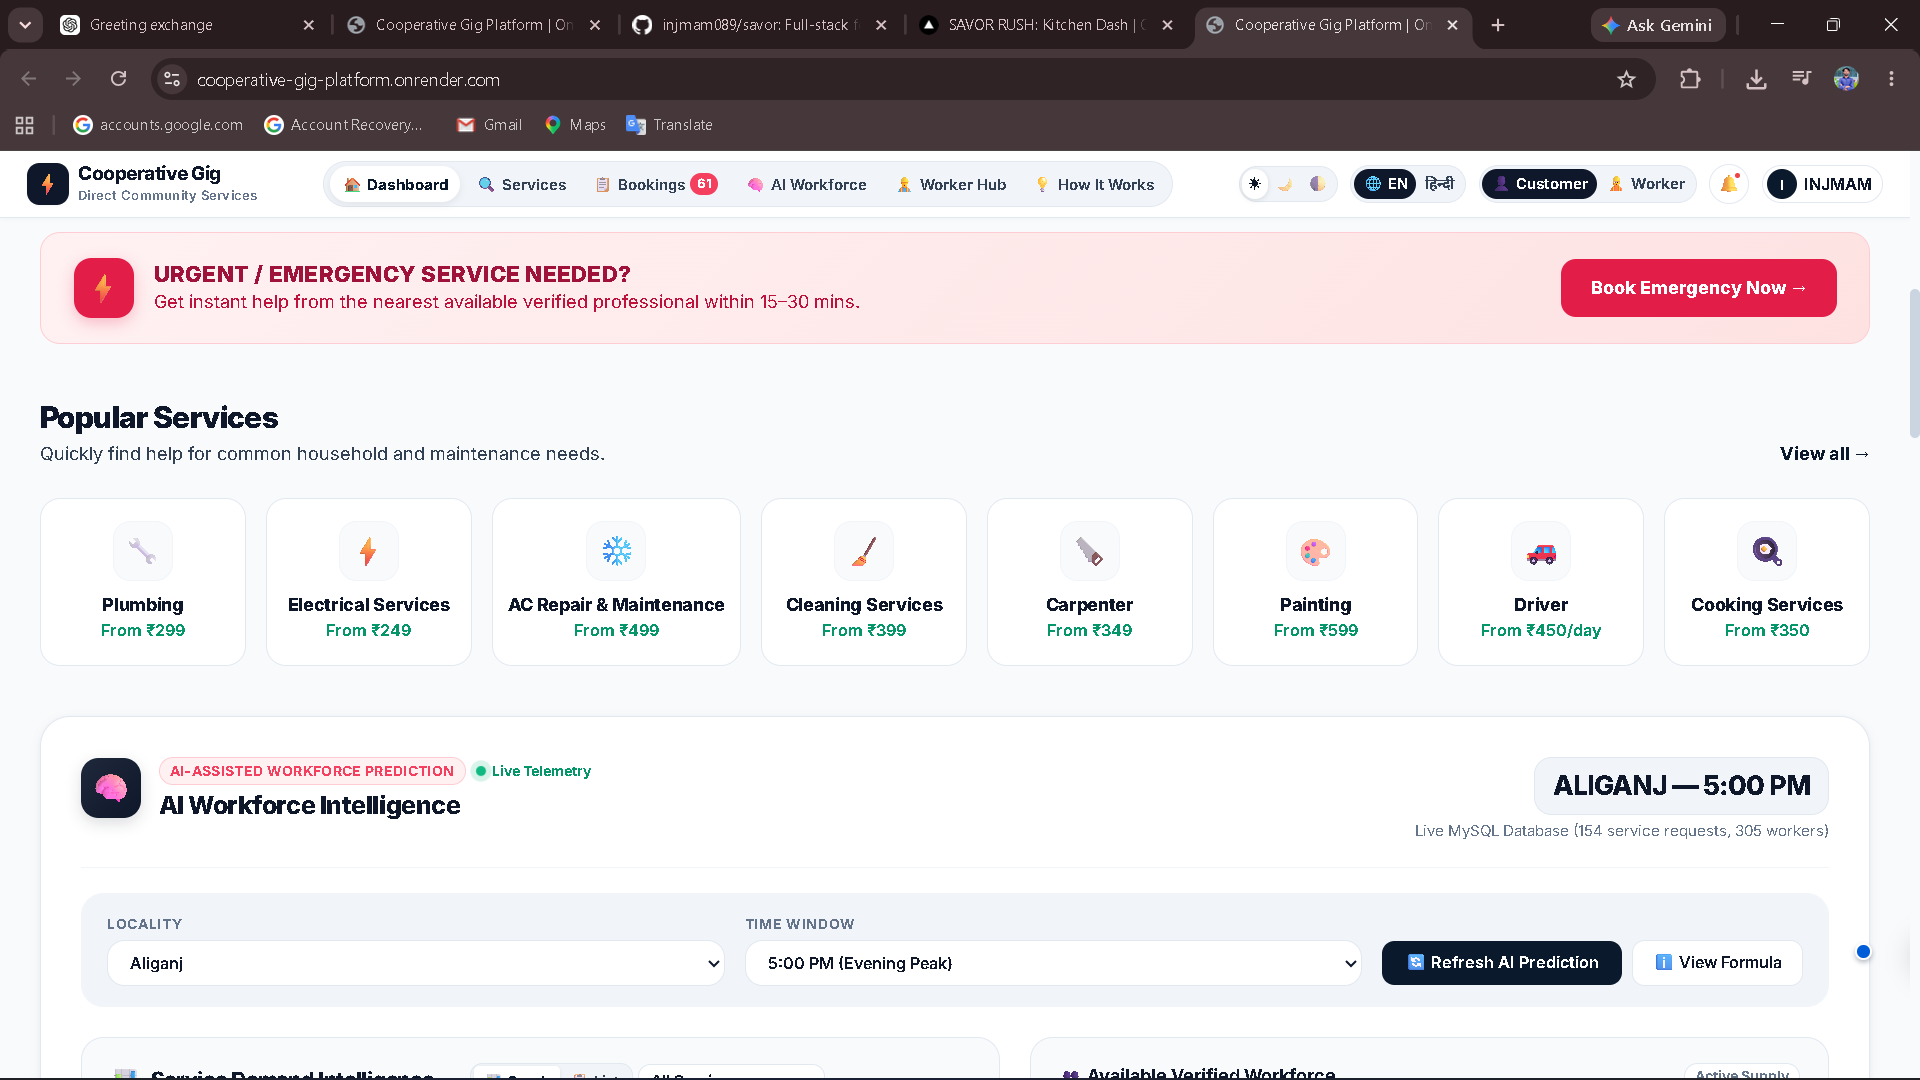 Greeting exchange
Cooperative Gig Platform | On
injmam089/savor: Full-stack f
SAVOR RUSH: Kitchen Dash | C
Cooperative Gig Platform | On
Ask Gemini
cooperative-gig-platform.onrender.com
accounts.google.com
Account Recovery...
Gmail
Maps
Translate
Cooperative Gig
Direct Community Services
Dashboard
Services
Bookings 61
AI Workforce
Worker Hub
How It Works
EN
हिन्दी
Customer
Worker
I
INJMAM
URGENT / EMERGENCY SERVICE NEEDED?
Get instant help from the nearest available verified professional within 15–30 mins.
Book Emergency Now →
Popular Services
Quickly find help for common household and maintenance needs.
View all →
Plumbing
From ₹299
Electrical Services
From ₹249
AC Repair & Maintenance
From ₹499
Cleaning Services
From ₹399
Carpenter
From ₹349
Painting
From ₹599
Driver
From ₹450/day
Cooking Services
From ₹350
AI-ASSISTED WORKFORCE PREDICTION
Live Telemetry
AI Workforce Intelligence
ALIGANJ — 5:00 PM
Live MySQL Database (154 service requests, 305 workers)
LOCALITY
Aliganj
TIME WINDOW
5:00 PM (Evening Peak)
Refresh AI Prediction
View Formula
Service Demand Intelligence
Available Verified Workforce
Active Supply